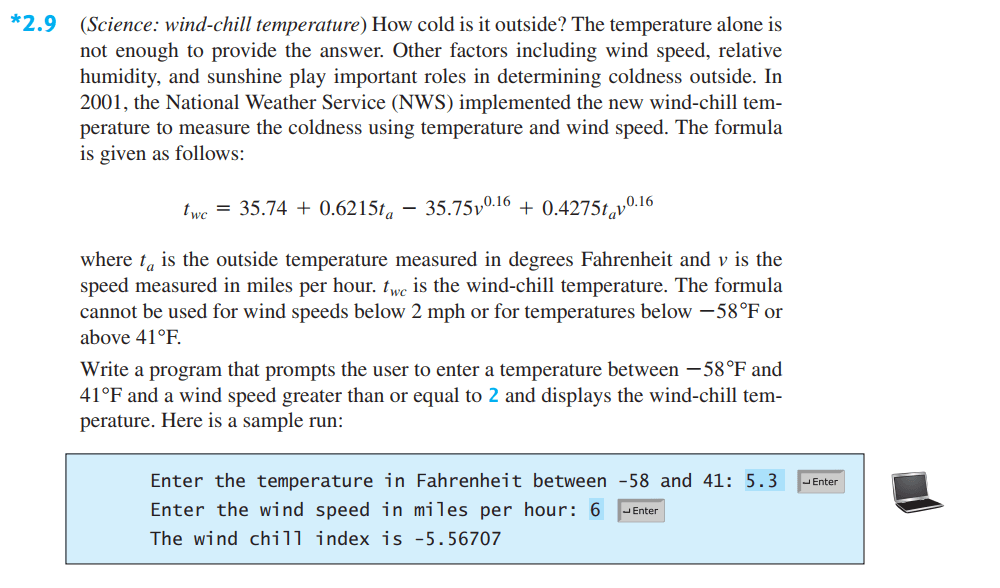 *2.9 (Science: wind-chill temperature) How cold is it outside? The temperature alone is
not enough to provide the answer. Other factors including wind speed, relative
humidity, and sunshine play important roles in determining coldness outside. In
2001, the National Weather Service (NWS) implemented the new wind-chill tem-
perature to measure the coldness using temperature and wind speed. The formula
is given as follows:
t_wc = 35.74 + 0.6215t_a − 35.75v^0.16 + 0.4275t_av^0.16
where t_a is the outside temperature measured in degrees Fahrenheit and v is the
speed measured in miles per hour. t_wc is the wind-chill temperature. The formula
cannot be used for wind speeds below 2 mph or for temperatures below −58°F or
above 41°F.
Write a program that prompts the user to enter a temperature between −58°F and
41°F and a wind speed greater than or equal to 2 and displays the wind-chill tem-
perature. Here is a sample run:
Enter the temperature in Fahrenheit between -58 and 41: 5.3 ↵Enter
Enter the wind speed in miles per hour: 6 ↵Enter
The wind chill index is -5.56707